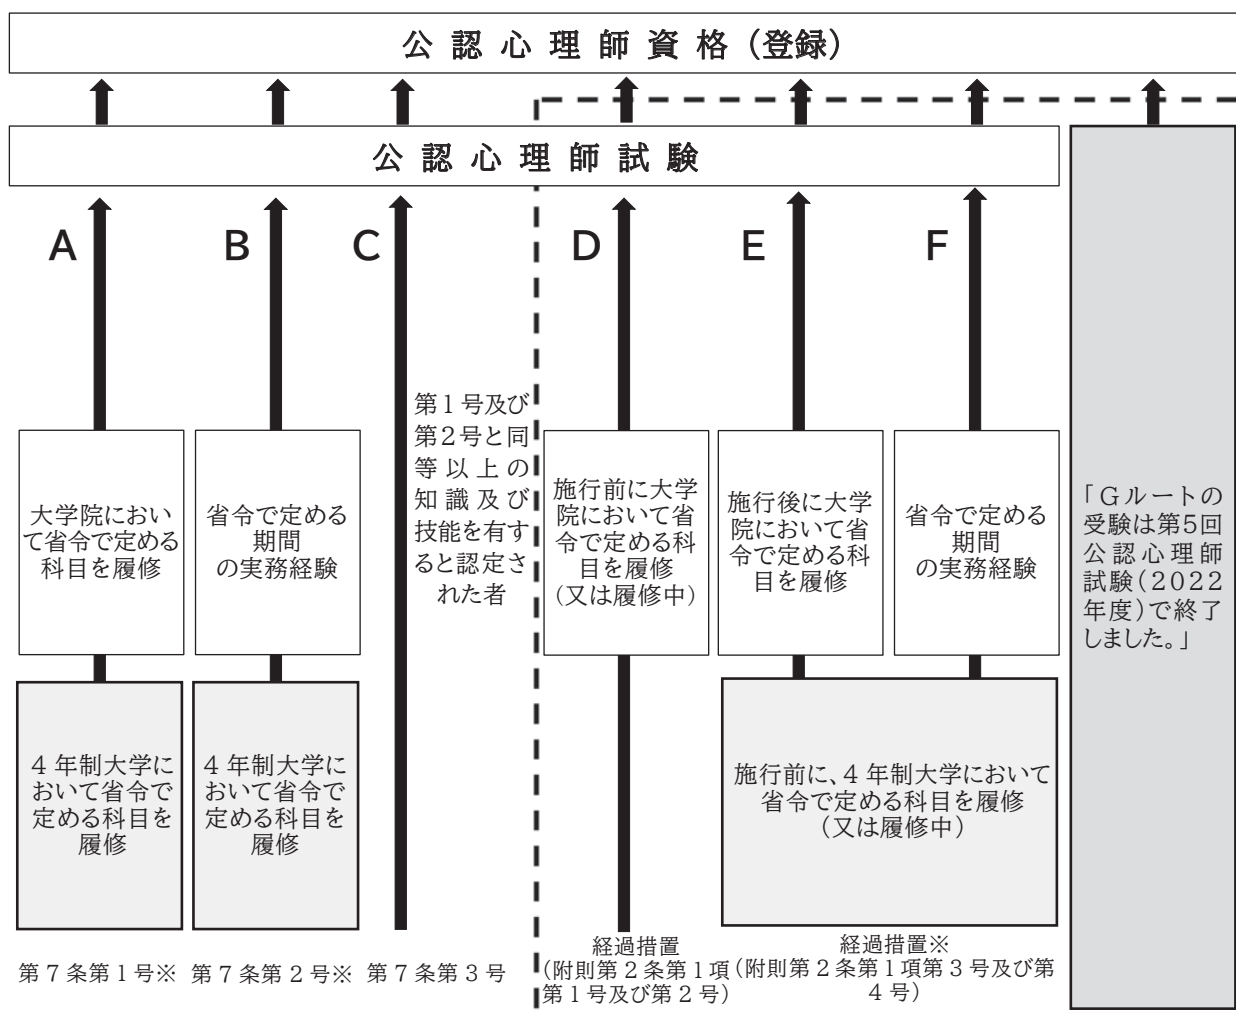 公認心理師資格（登録）
公認心理師試験
A
B
C
D
E
F
第１号及び
第２号と同
等以上の
知識及び
技能を有す
ると認定さ
れた者
大学院におい
て省令で定める
科目を履修
省令で定める
期間
の実務経験
施行前に大学
院において省
令で定める科
目を履修
（又は履修中）
施行後に大学
院において省
令で定める科
目を履修
省令で定める
期間
の実務経験
「Ｇルートの
受験は第5回
公認心理師
試験（2022
年度）で終了
しました。」
４年制大学に
おいて省令で
定める科目を
履修
４年制大学に
おいて省令で
定める科目を
履修
施行前に、４年制大学において
省令で定める科目を履修
（又は履修中）
第７条第１号※
第７条第２号※
第７条第３号
経過措置
（附則第２条第１項
第１号及び第２号）
経過措置※
（附則第２条第１項第３号及び第
４号）